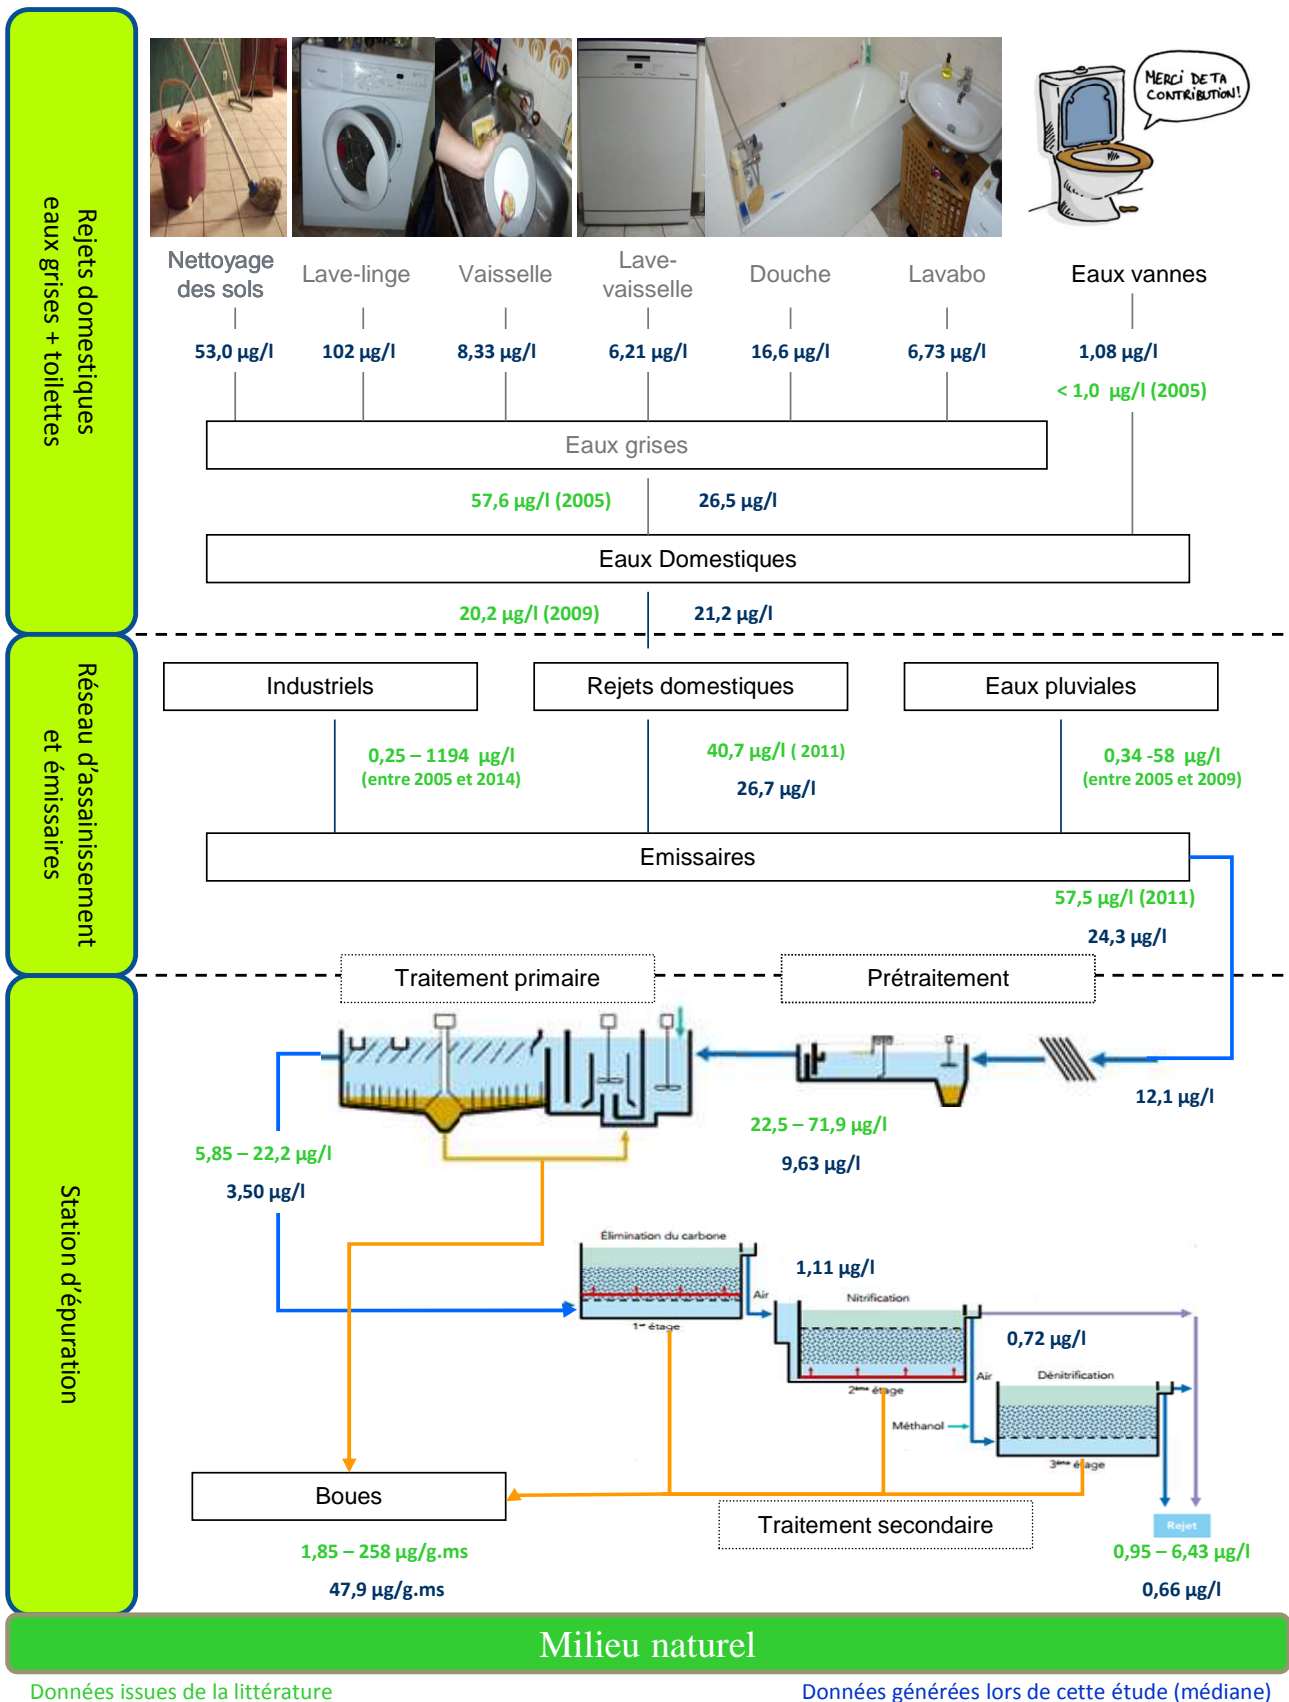 Rejets domestiques
eaux grises + toilettes
MERCI DE TA
CONTRIBUTION!
Nettoyage
des sols
Lave-linge
Vaisselle
Lave-
vaisselle
Douche
Lavabo
Eaux vannes
53,0 µg/l
102 µg/l
8,33 µg/l
6,21 µg/l
16,6 µg/l
6,73 µg/l
1,08 µg/l
< 1,0 µg/l (2005)
Eaux grises
57,6 µg/l (2005)
26,5 µg/l
Eaux Domestiques
20,2 µg/l (2009)
21,2 µg/l
Réseau d'assainissement
et émissaires
Industriels
Rejets domestiques
Eaux pluviales
0,25 – 1194 µg/l
(entre 2005 et 2014)
40,7 µg/l ( 2011)
26,7 µg/l
0,34 -58 µg/l
(entre 2005 et 2009)
Emissaires
57,5 µg/l (2011)
24,3 µg/l
Station d'épuration
Traitement primaire
Prétraitement
12,1 µg/l
22,5 – 71,9 µg/l
9,63 µg/l
5,85 – 22,2 µg/l
3,50 µg/l
Élimination du carbone
1,11 µg/l
Air
Nitrification
1er étage
0,72 µg/l
Air
Dénitrification
2ème étage
Méthanol
3ème étage
Boues
Traitement secondaire
Rejet
1,85 – 258 µg/g.ms
47,9 µg/g.ms
0,95 – 6,43 µg/l
0,66 µg/l
Milieu naturel
Données issues de la littérature
Données générées lors de cette étude (médiane)